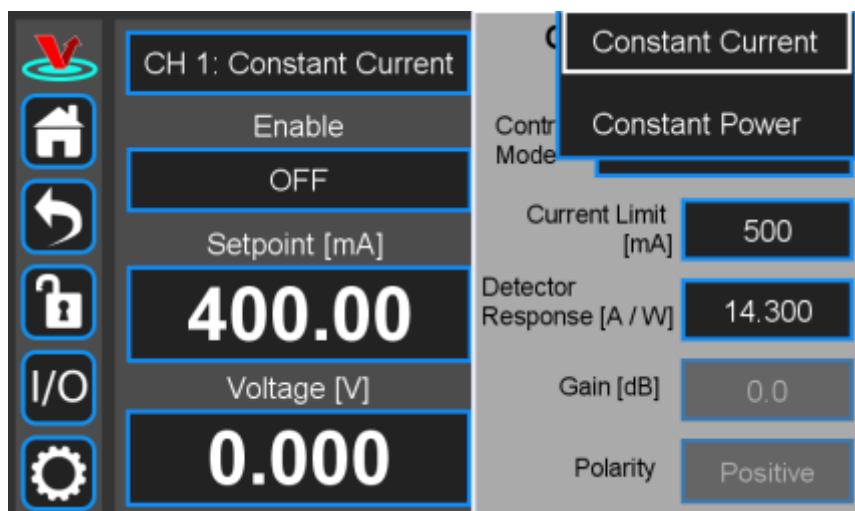 CH 1: Constant Current
Enable
OFF
Setpoint [mA]
400.00
Voltage [V]
0.000
I/O
C
Constant Current
Constant Power
Contr
Mode
Current Limit
[mA]
500
Detector
Response [A / W]
14.300
Gain [dB]
0.0
Polarity
Positive